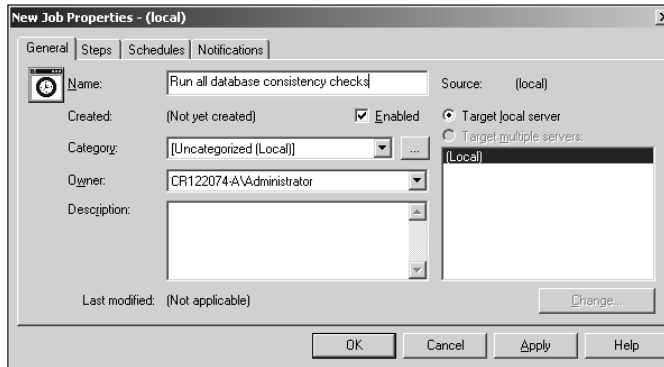 New Job Properties - (local)
General Steps Schedules Notifications
Name: Run all database consistency checks Source: (local)
Created: (Not yet created) Enabled Target local server
Target multiple servers:
Category: [Uncategorized (Local)] ... (Local)
Owner: CR122074-A\Administrator
Description:
Last modified: (Not applicable) Change...
OK Cancel Apply Help